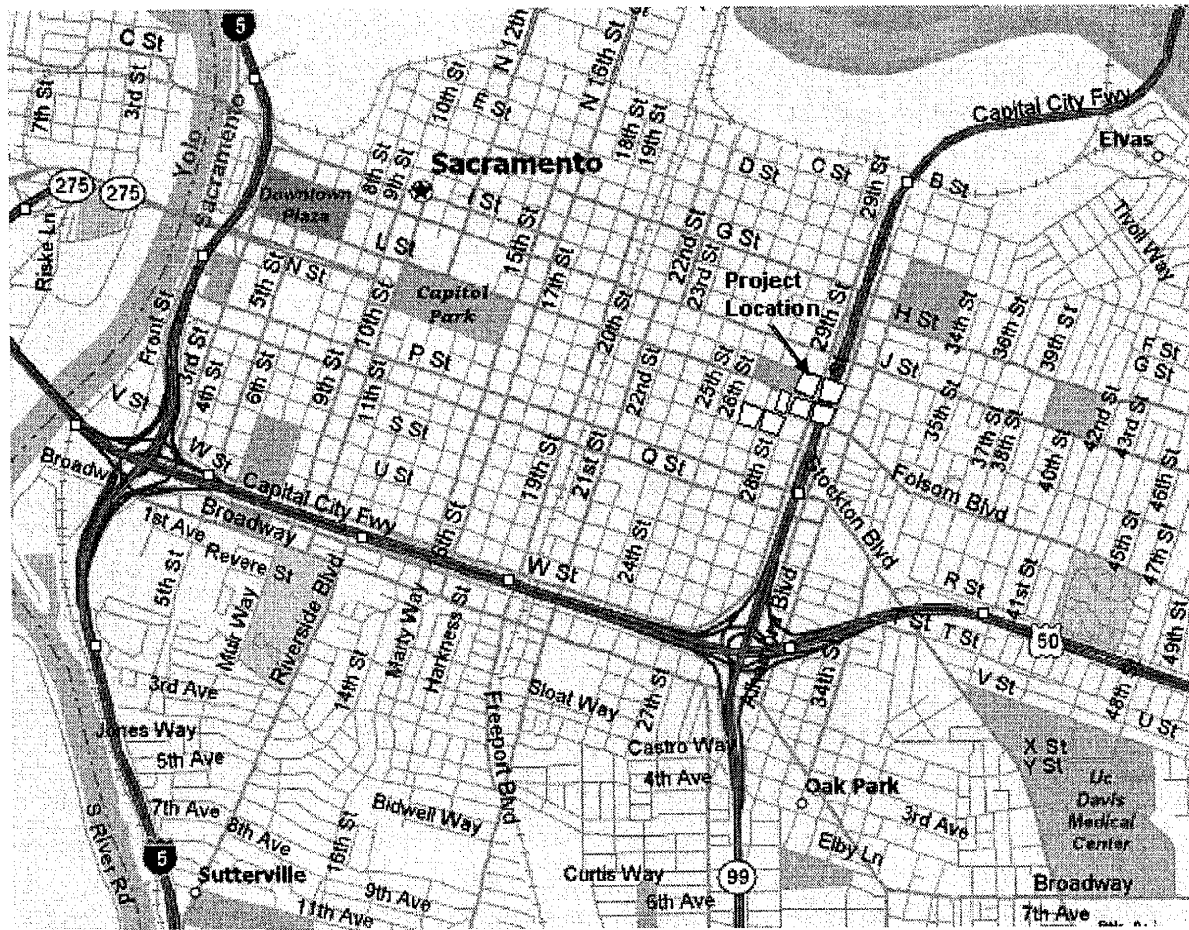 5
C St
7th St
3rd St
Yolo
Sacramento
275
275
Riske Ln
N 12th
10th St
E St
N 16th St
18th St
19th St
Capital City Fwy
Elvas
Sacramento
8th St
9th St
I St
Downtown
Plaza
D St
C St
29th St
B St
Tivoli Way
L St
15th St
22nd St
23rd St
G St
N St
5th St
Capitol
Park
17th St
Project
Location
29th St
H St
34th St
36th St
39th St
Front St
10th St
20th St
J St
G St
3rd St
4th St
6th St
9th St
11th St
P St
22nd St
25th St
26th St
35th St
37th St
38th St
40th St
42nd St
43rd St
V St
S St
19th St
21st St
Q St
28th St
Folsom Blvd
46th St
Broadw
W St
U St
Capital City Fwy
Stockton Blvd
45th St
47th St
1st Ave
Broadway
Revere St
5th St
W St
24th St
R St
41st St
50
5th St
Muir Way
Riverside Blvd
Marty Way
Harkness St
T St
49th St
3rd Ave
14th St
Sloat Way
27th St
34th St
V St
48th St
U St
Jones Way
5th Ave
Freeport Blvd
Castro Way
4th Ave
X St
Y St
Uc
Davis
Medical
Center
7th Ave
8th Ave
Bidwell Way
Oak Park
3rd Ave
S River Rd
5
16th St
Elby Ln
Sutterville
9th Ave
11th Ave
Curtis Way
6th Ave
99
Broadway
7th Ave